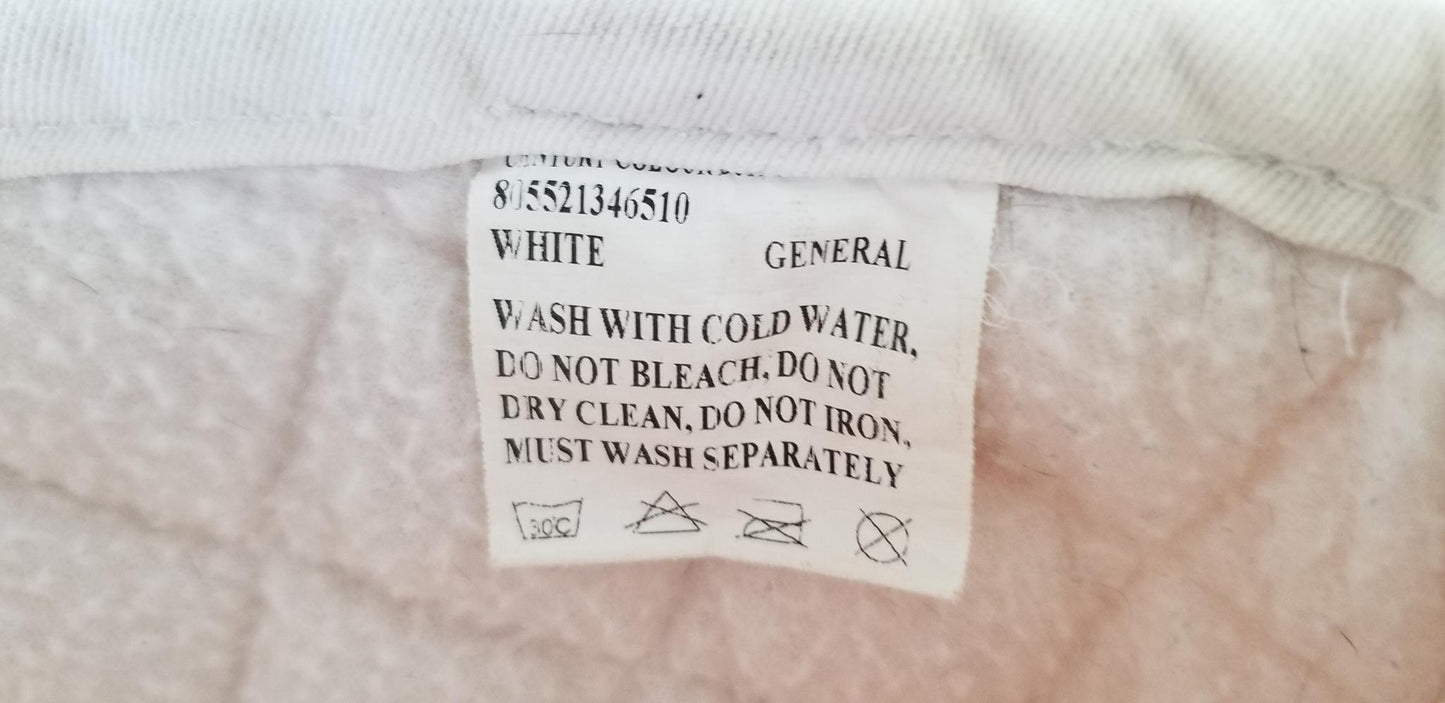 805521346510
WHITE GENERAL
WASH WITH COLD WATER,
DO NOT BLEACH, DO NOT
DRY CLEAN, DO NOT IRON,
MUST WASH SEPARATELY
30C